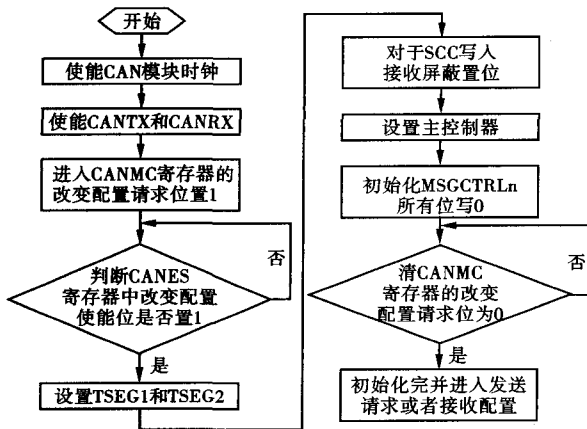 开始
使能CAN模块时钟
使能CANTX和CANRX
进入CANMC寄存器的
改变配置请求位置1
否
判断CANES
寄存器中改变配置
使能位是否置1
是
设置TSEG1和TSEG2
对于SCC写入
接收屏蔽置位
设置主控制器
初始化MSGCTRLn
所有位写0
否
清CANMC
寄存器的改变
配置请求位为0
是
初始化完并进入发送
请求或者接收配置